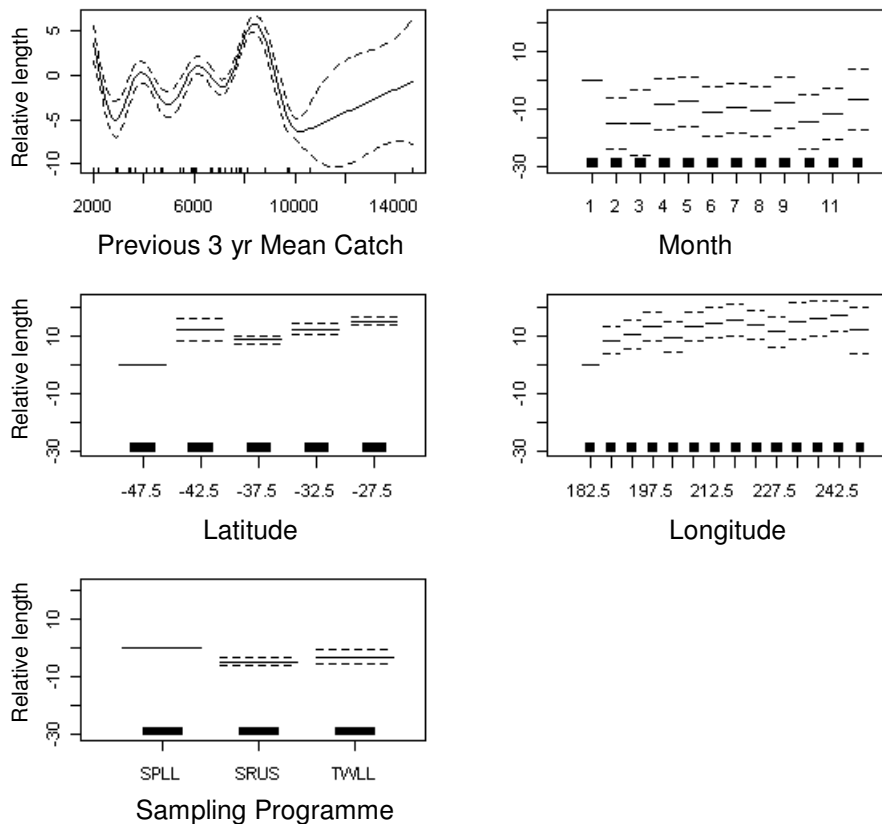 Relative length
5
0
-5
-10
2000 6000 10000 14000
Previous 3 yr Mean Catch
10
-10
-30
1 2 3 4 5 6 7 8 9 11
Month
Relative length
10
-10
-30
-47.5 -42.5 -37.5 -32.5 -27.5
Latitude
10
-10
-30
182.5 197.5 212.5 227.5 242.5
Longitude
Relative length
10
-10
-30
SPLL SRUS TWLL
Sampling Programme